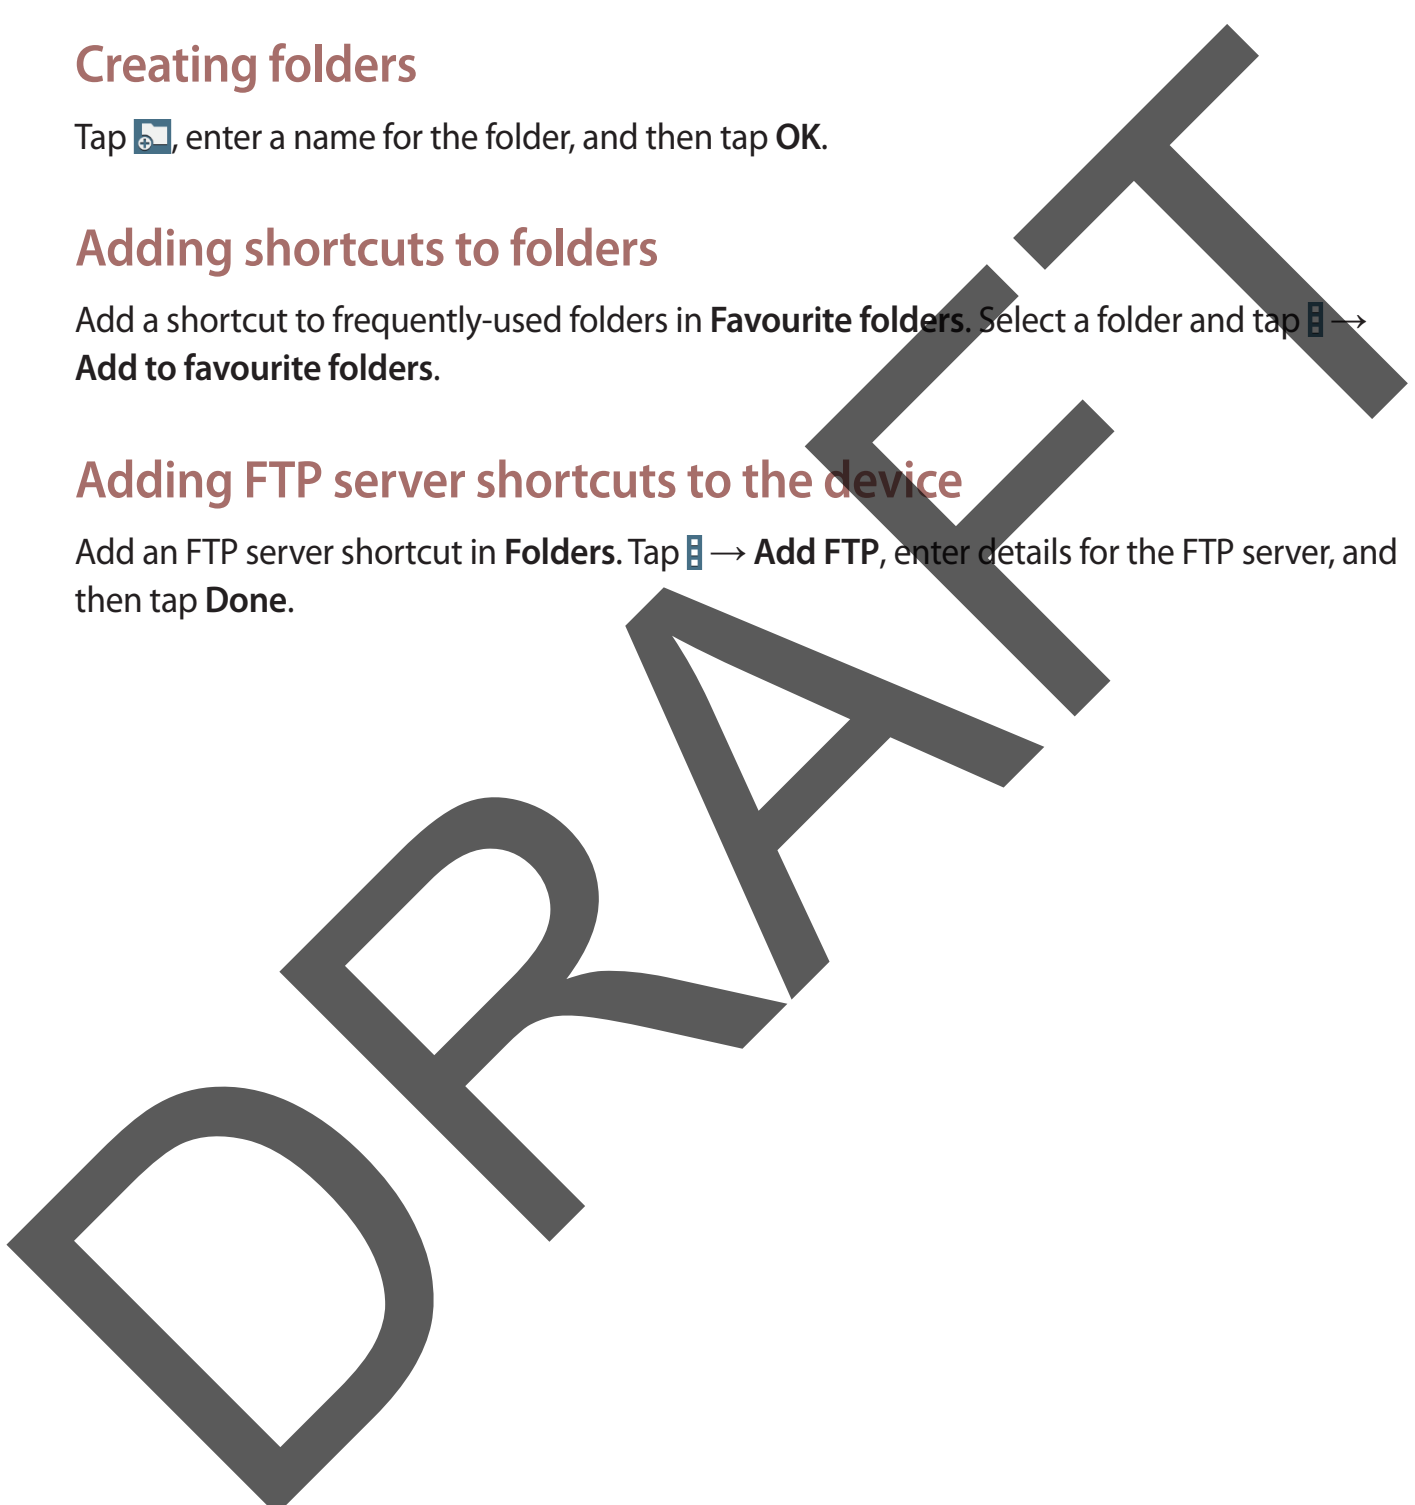 Creating folders
Tap , enter a name for the folder, and then tap OK.
Adding shortcuts to folders
Add a shortcut to frequently-used folders in Favourite folders. Select a folder and tap →
Add to favourite folders.
Adding FTP server shortcuts to the device
Add an FTP server shortcut in Folders. Tap → Add FTP, enter details for the FTP server, and
then tap Done.
DRAFT